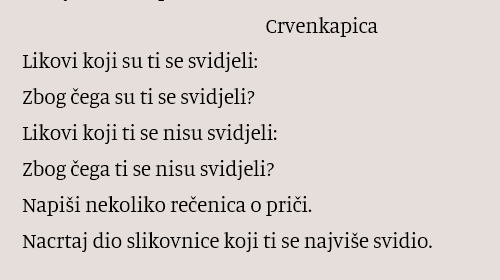 Crvenkapica
Likovi koji su ti se svidjeli:
Zbog čega su ti se svidjeli?
Likovi koji ti se nisu svidjeli:
Zbog čega ti se nisu svidjeli?
Napiši nekoliko rečenica o priči.
Nacrtaj dio slikovnice koji ti se najviše svidio.